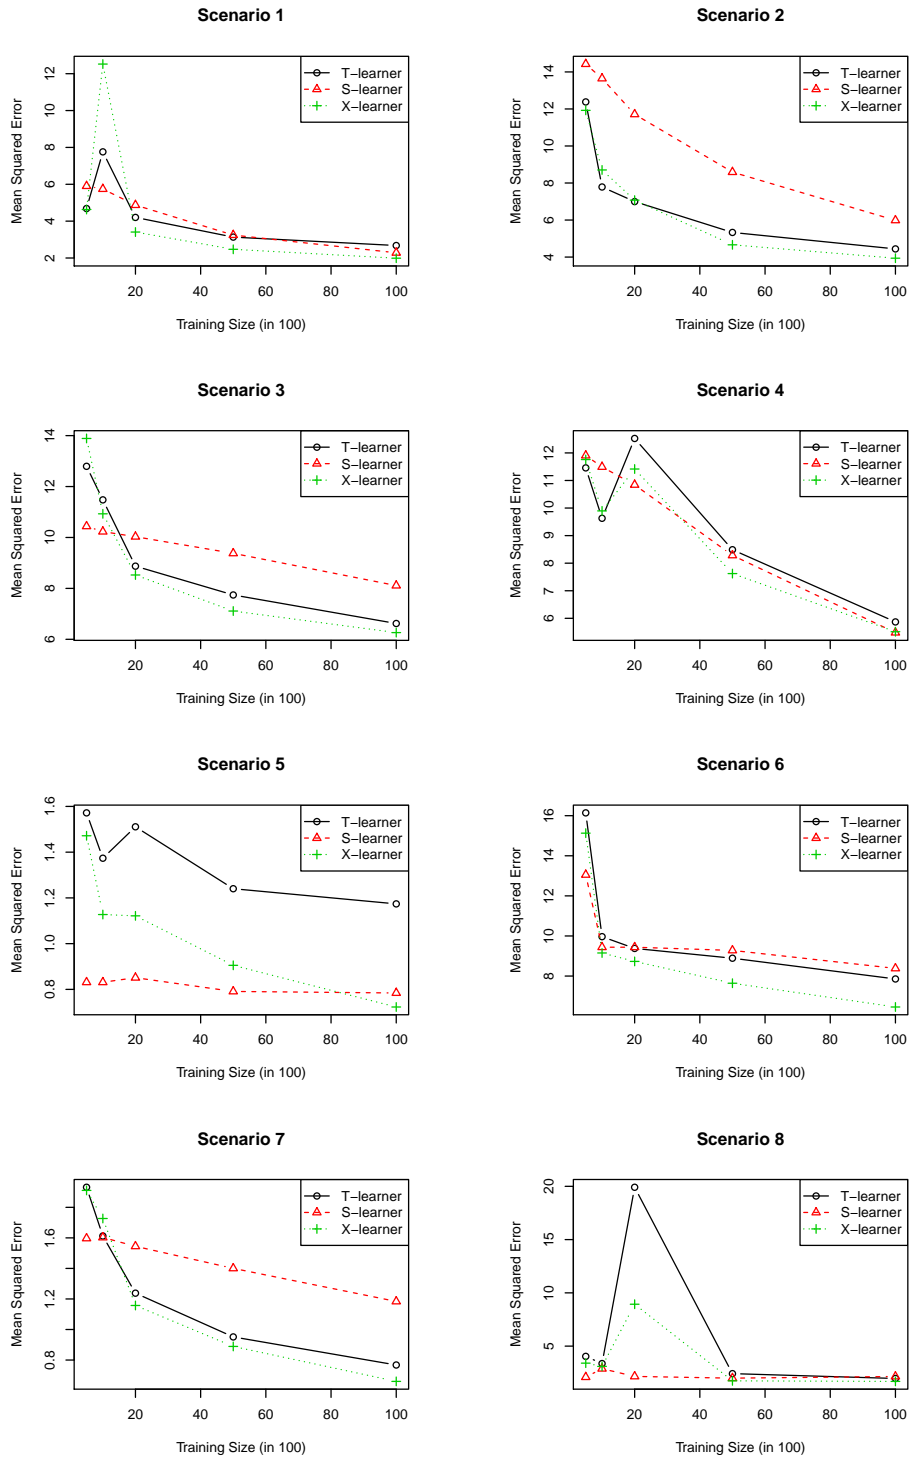 Scenario 1
Mean Squared Error
12
10
8
6
4
2
T−learner
S−learner
X−learner
20 40 60 80 100
Training Size (in 100)
Scenario 2
Mean Squared Error
14
12
10
8
6
4
T−learner
S−learner
X−learner
20 40 60 80 100
Training Size (in 100)
Scenario 3
Mean Squared Error
14
12
10
8
6
T−learner
S−learner
X−learner
20 40 60 80 100
Training Size (in 100)
Scenario 4
Mean Squared Error
12
11
10
9
8
7
6
T−learner
S−learner
X−learner
20 40 60 80 100
Training Size (in 100)
Scenario 5
Mean Squared Error
1.6
1.4
1.2
1.0
0.8
T−learner
S−learner
X−learner
20 40 60 80 100
Training Size (in 100)
Scenario 6
Mean Squared Error
16
14
12
10
8
T−learner
S−learner
X−learner
20 40 60 80 100
Training Size (in 100)
Scenario 7
Mean Squared Error
1.6
1.2
0.8
T−learner
S−learner
X−learner
20 40 60 80 100
Training Size (in 100)
Scenario 8
Mean Squared Error
20
15
10
5
T−learner
S−learner
X−learner
20 40 60 80 100
Training Size (in 100)